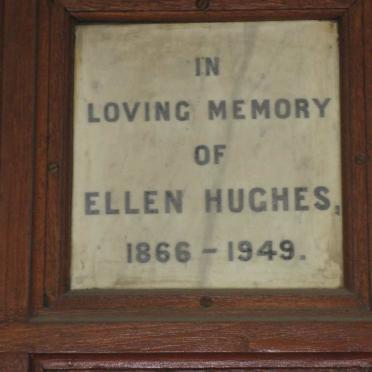 IN
LOVING MEMORY
OF
ELLEN HUGHES,
1866 – 1949.